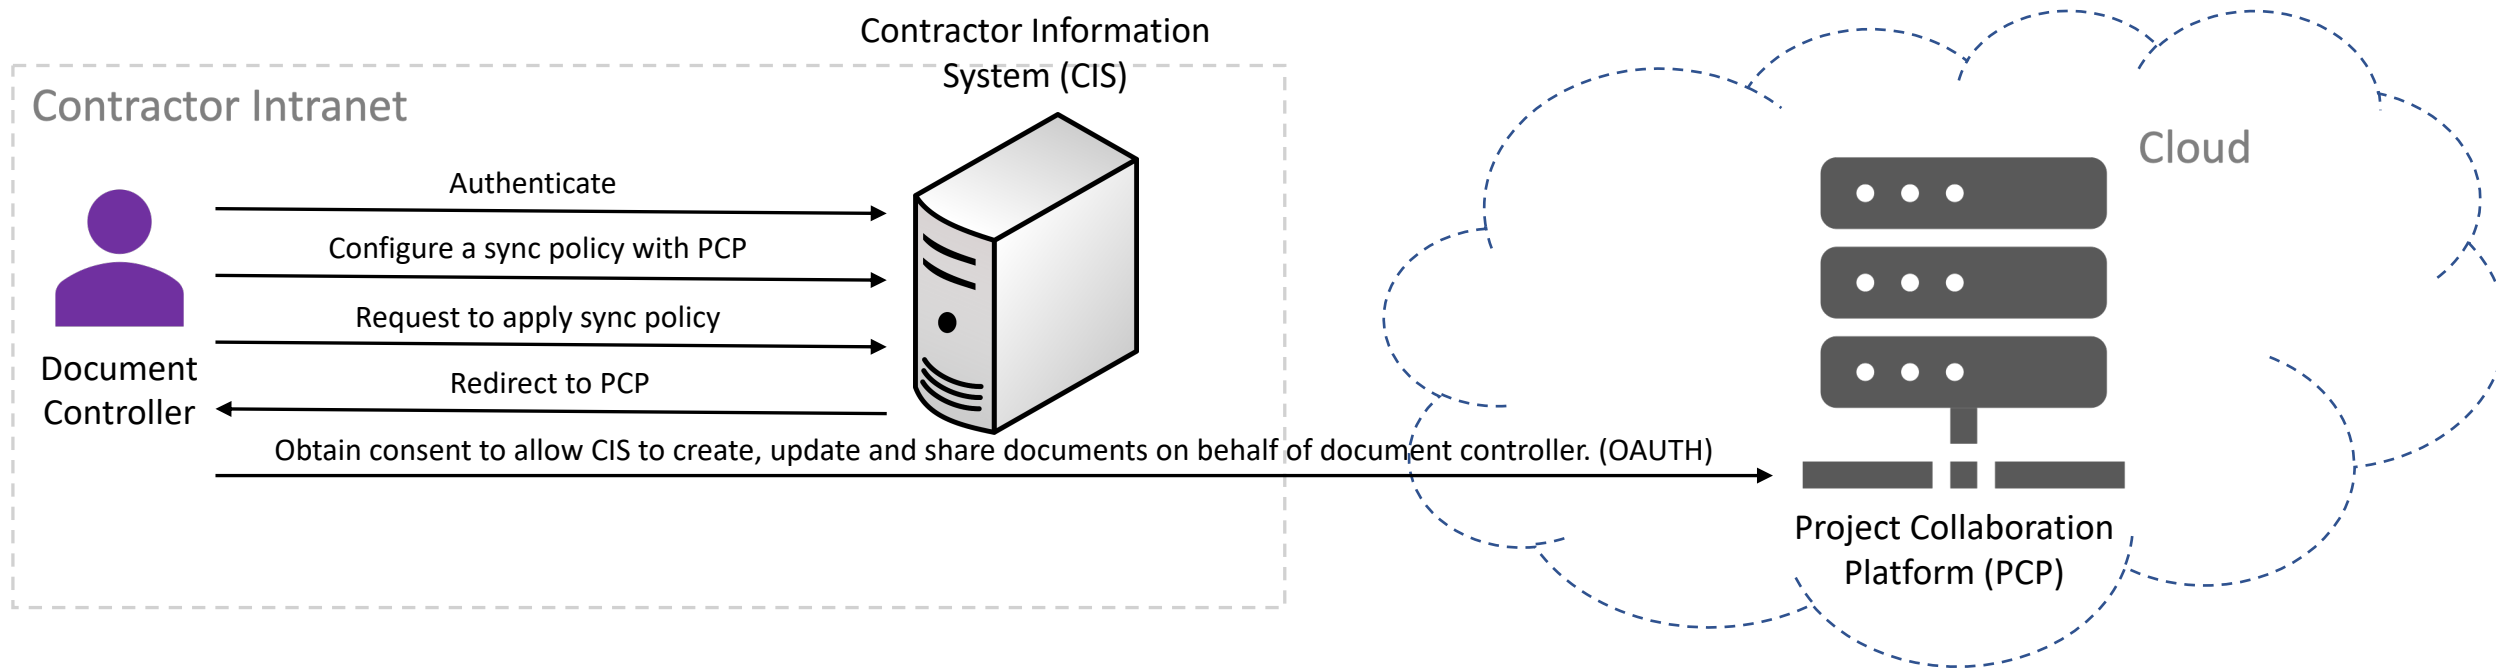 Contractor Information
System (CIS)
Contractor Intranet
Cloud
Authenticate
Configure a sync policy with PCP
Request to apply sync policy
Redirect to PCP
Document
Controller
Obtain consent to allow CIS to create, update and share documents on behalf of document controller. (OAUTH)
Project Collaboration
Platform (PCP)